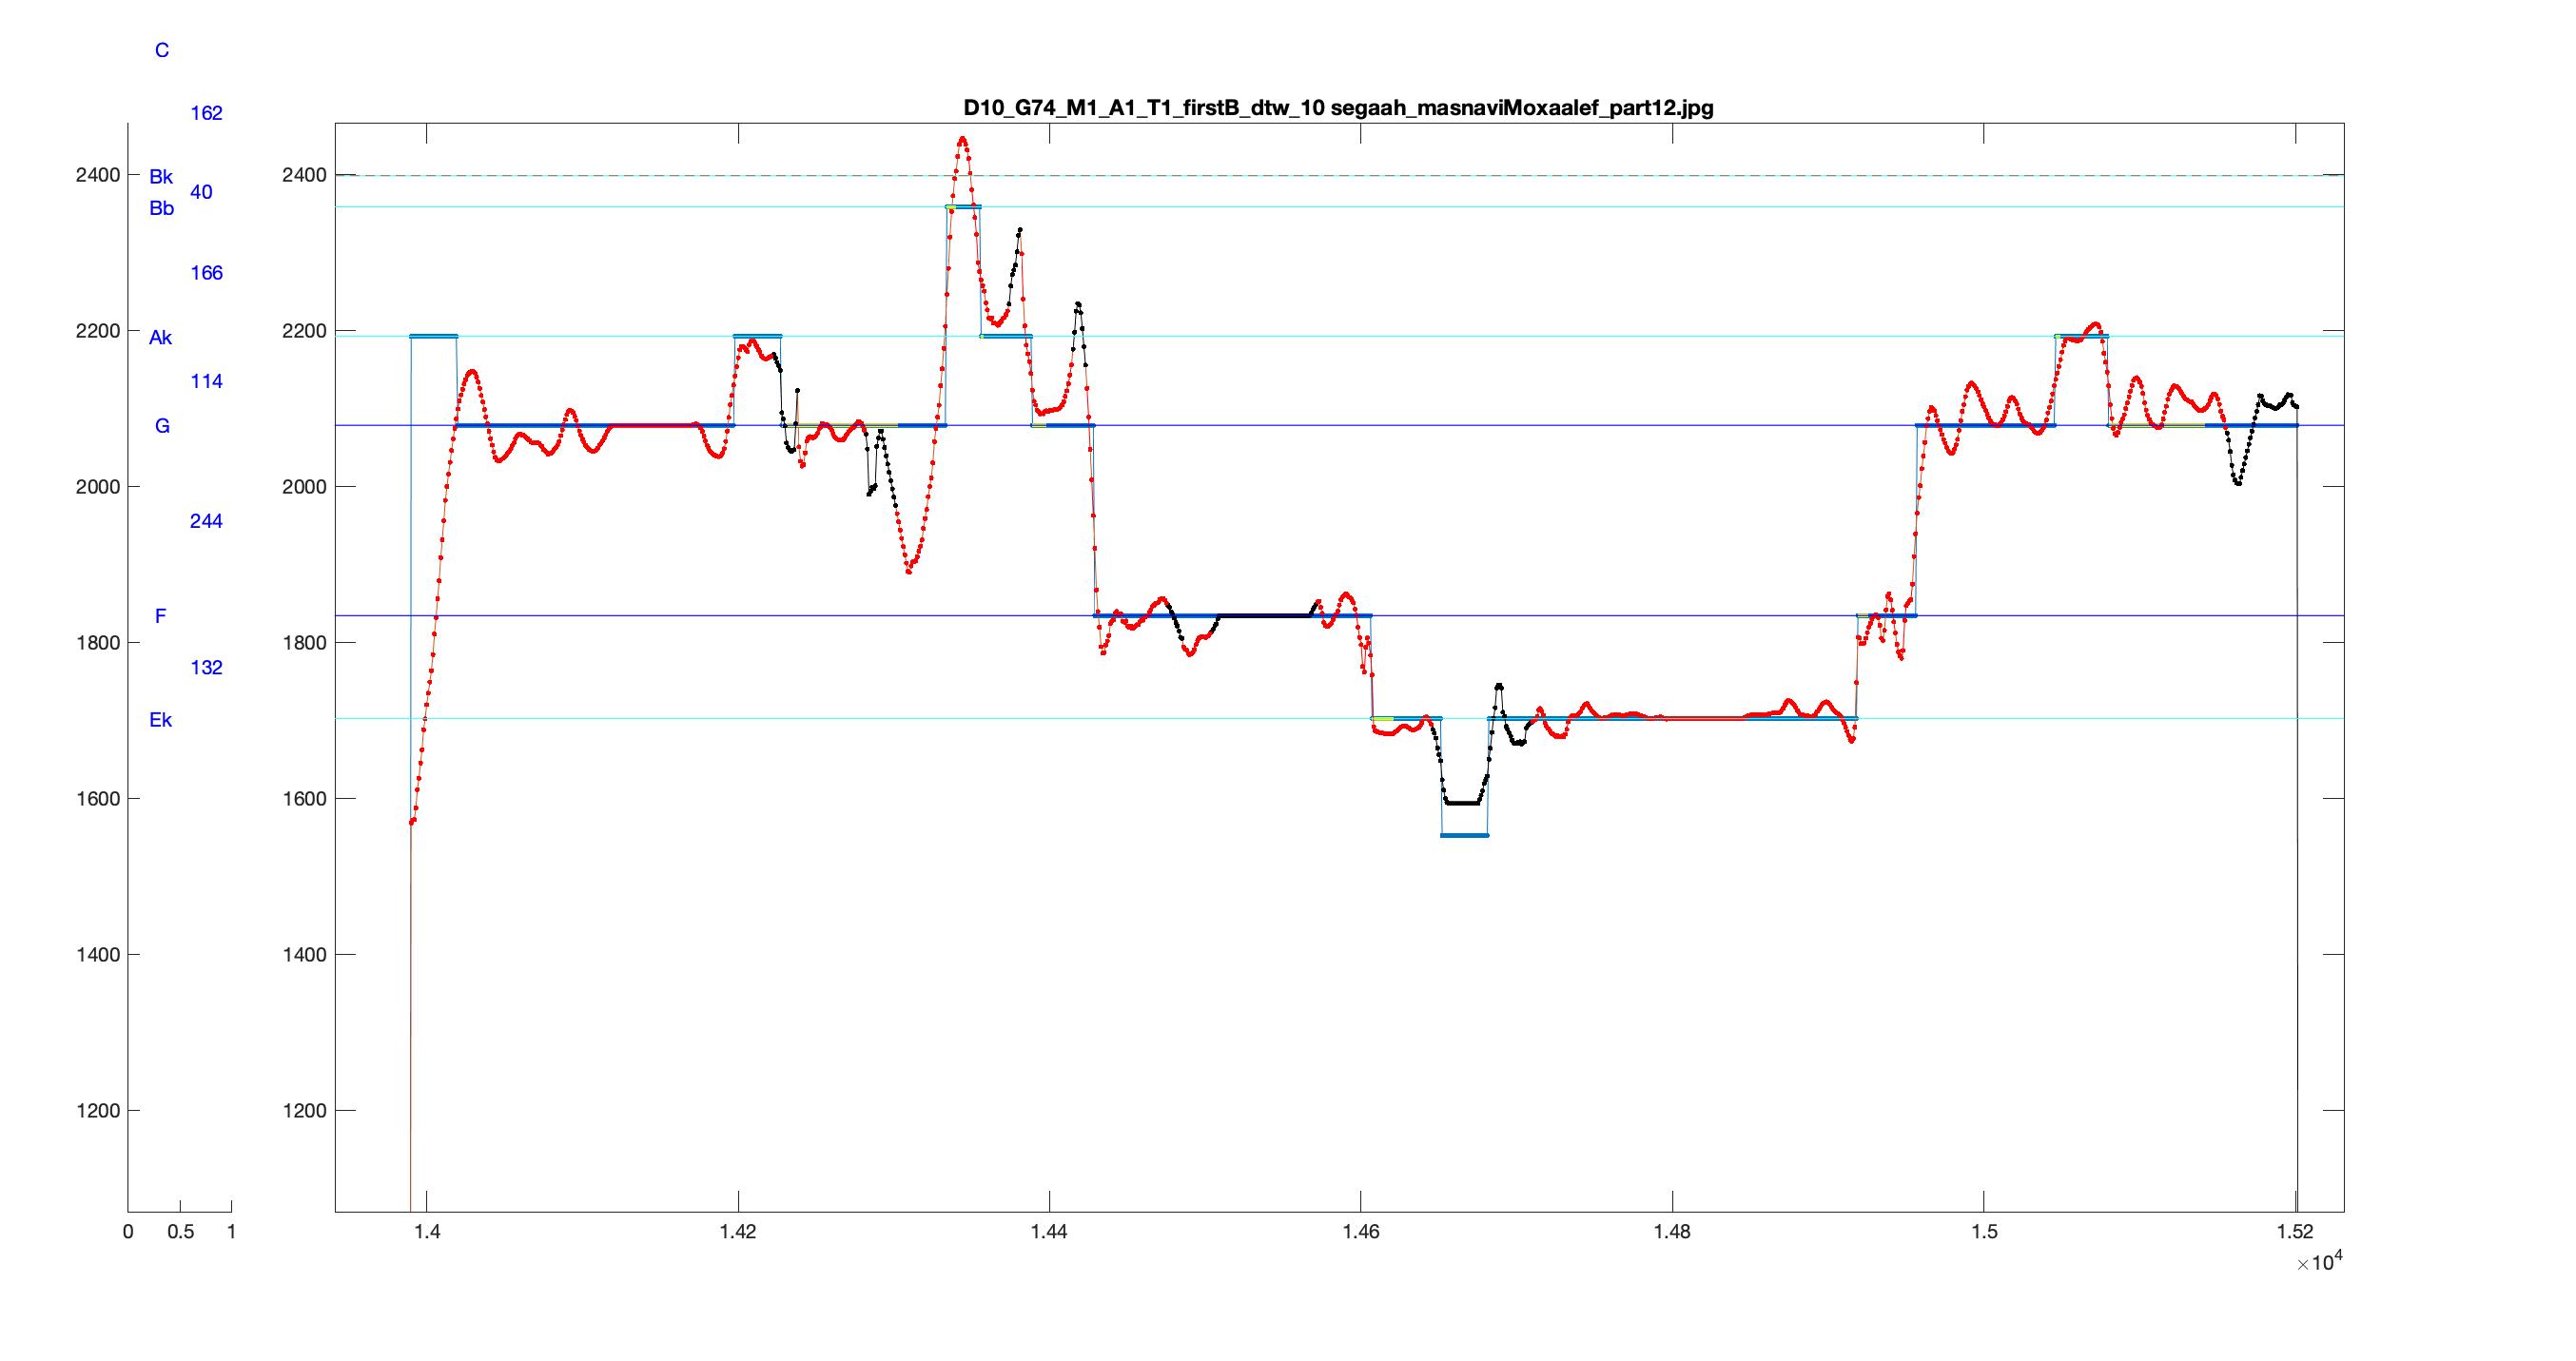 C
162
D10_G74_M1_A1_T1_firstB_dtw_10 segaah_masnaviMoxaalef_part12.jpg
2400 Bk 2400
40
Bb
166
2200 Ak 2200
114
G
2000 2000
244
F
1800 1800
132
Ek
1600 1600
1400 1400
1200 1200
0 0.5 1 1.4 1.42 1.44 1.46 1.48 1.5 1.52
×10^4